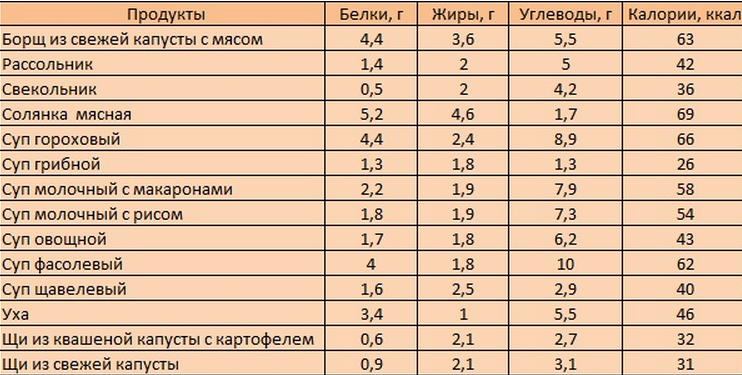 Продукты Белки, г Жиры, г Углеводы, г Калории, ккал
Борщ из свежей капусты с мясом 4,4 3,6 5,5 63
Рассольник 1,4 2 5 42
Свекольник 0,5 2 4,2 36
Солянка мясная 5,2 4,6 1,7 69
Суп гороховый 4,4 2,4 8,9 66
Суп грибной 1,3 1,8 1,3 26
Суп молочный с макаронами 2,2 1,9 7,9 58
Суп молочный с рисом 1,8 1,9 7,3 54
Суп овощной 1,7 1,8 6,2 43
Суп фасолевый 4 1,8 10 62
Суп щавелевый 1,6 2,5 2,9 40
Уха 3,4 1 5,5 46
Щи из квашеной капусты с картофелем 0,6 2,1 2,7 32
Щи из свежей капусты 0,9 2,1 3,1 31